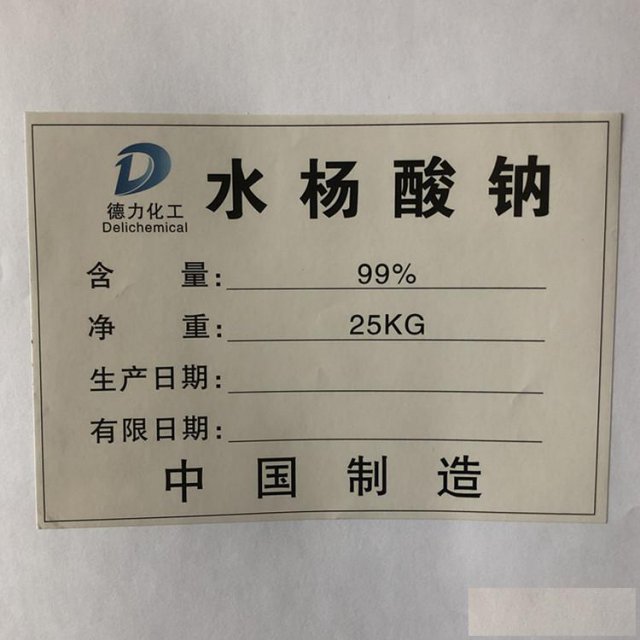 德力化工
Delichemical
水杨酸钠
含 量: 99%
净 重: 25KG
生产日期:
有限日期:
中国制造